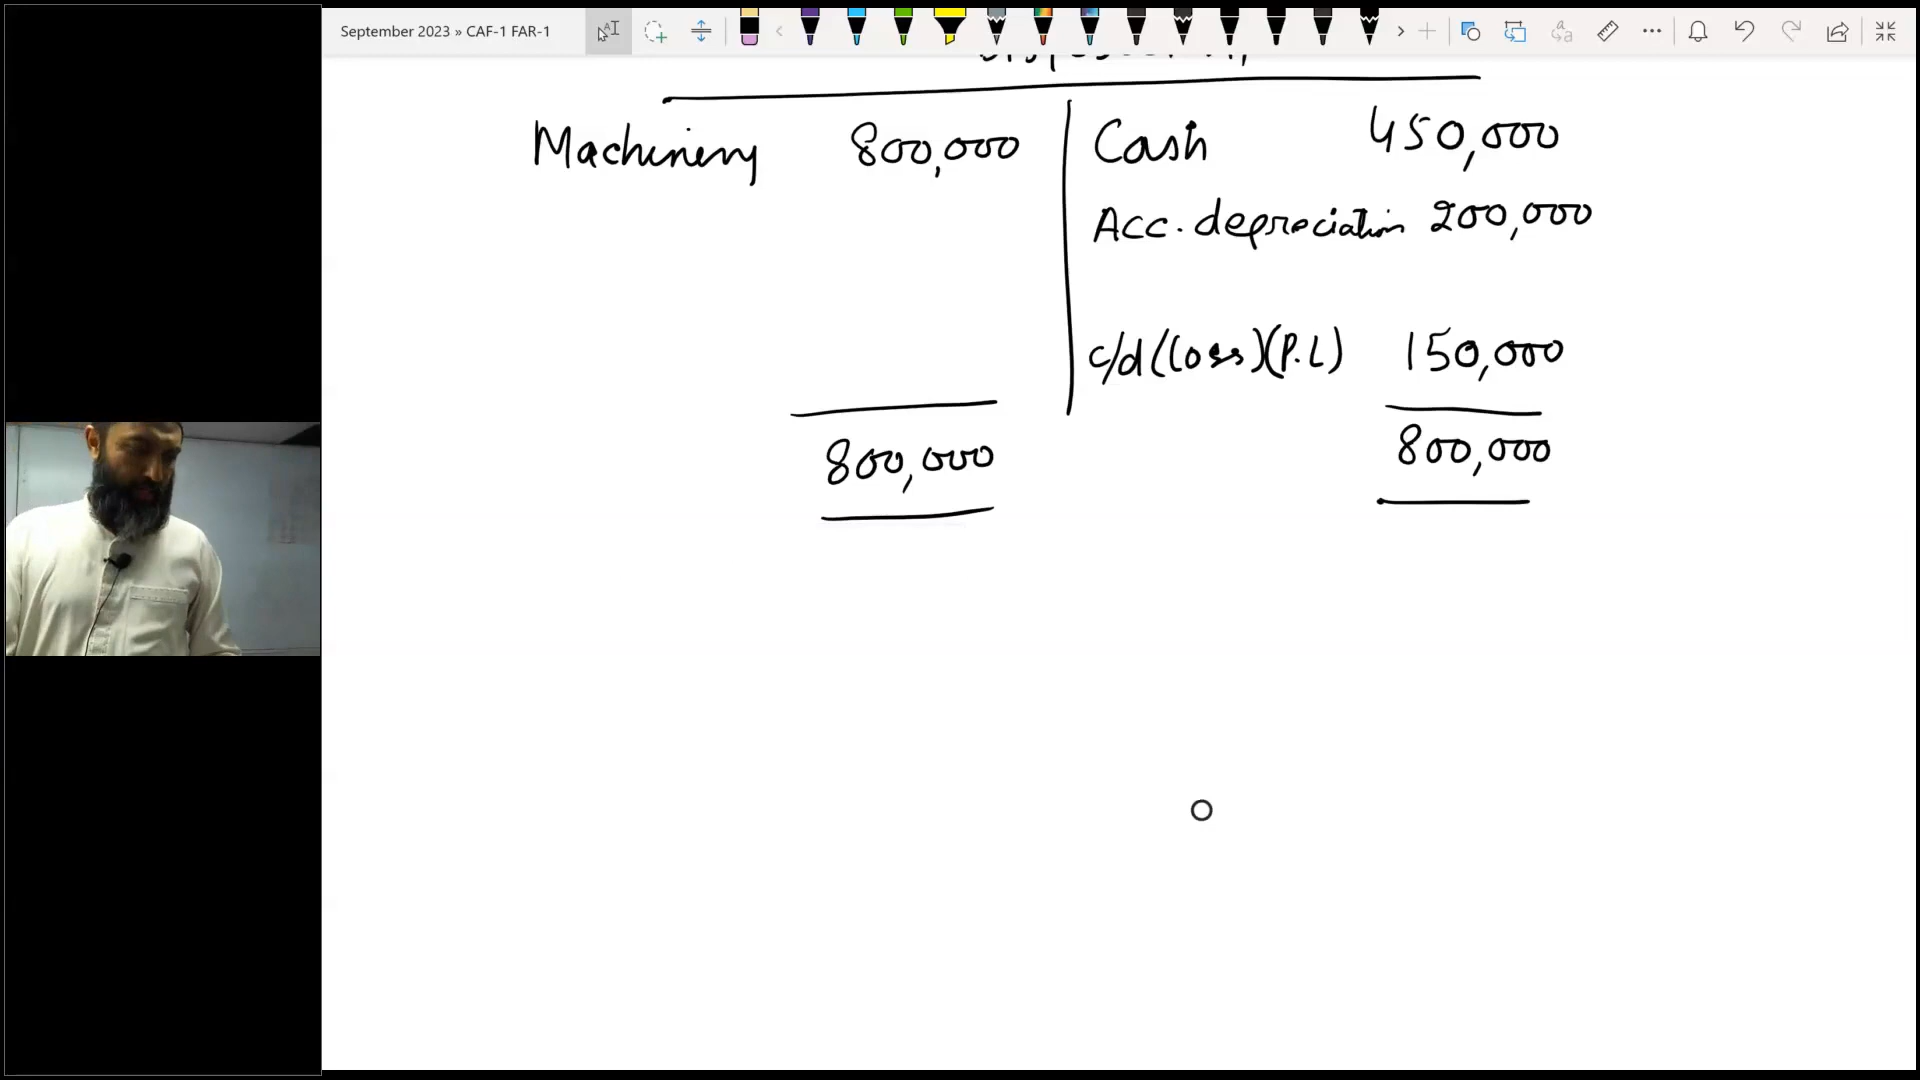 September 2023 » CAF-1 FAR-1
Machinery 800,000 Cash 450,000
Acc. depreciation 200,000
c/d (loss) (P.L) 150,000
800,000 800,000